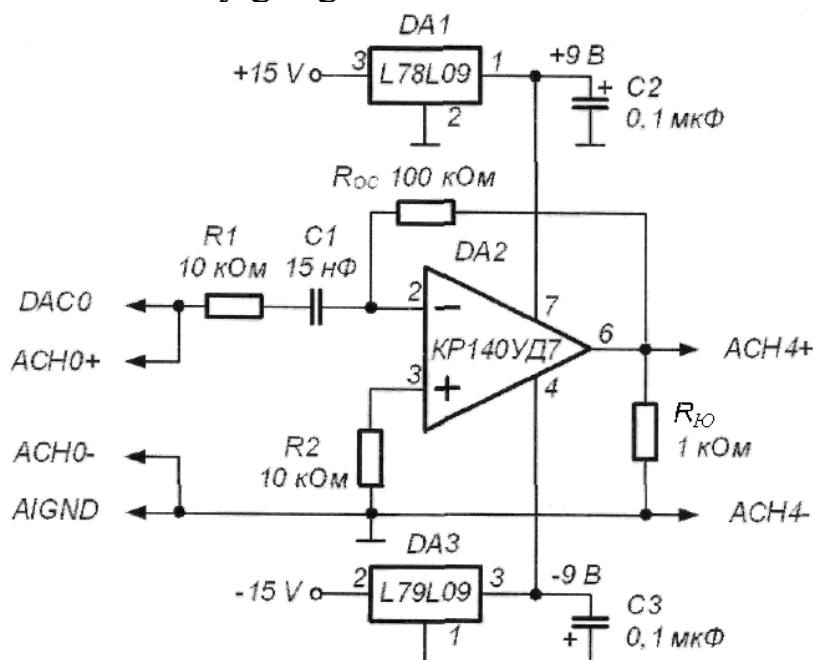 DA1
3
L78L09
1
+9 В
+15 V
2
+
C2
0,1 мкФ
Rос 100 кОм
R1
10 кОм
C1
15 нФ
DA2
DAC0
2
−
7
6
ACH0+
КР140УД7
ACH4+
3
+
4
ACH0-
R2
10 кОм
RЮ
1 кОм
AIGND
ACH4-
DA3
2
L79L09
3
-9 В
-15 V
1
+
C3
0,1 мкФ